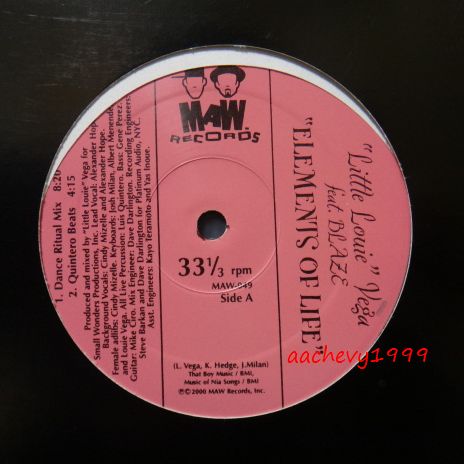 MAW
RECORDS
"Little Louie" Vega
feat. BLAZE
"ELEMENTS OF LIFE"
33 1/3 rpm
MAW-049
Side A
1. Dance Ritual Mix 8:20
2. Quintero Beats 4:15
Produced and mixed by "Little Louie" Vega for
Small Wonders Productions, Inc. Lead Vocal: Alexander Hope
Background Vocals: Cindy Mizelle and Alexander Hope.
Female adlibs: Cindy Mizelle. Keyboards: Josh Milan, Albert Menendez
and Louie Vega. All Live Percussion: Luis Quintero. Bass: Gene Perez.
Guitar: Mike Ciro. Mix Engineer: Dave Darlington. Recording Engineers:
Steve Barkan and Dave Darlington for Platinum Audio, NYC.
Asst. Engineers: Kayo Teramoto and Yas Inoue.
(L. Vega, K. Hedge, J.Milan)
That Boy Music / BMI,
Music of Nia Songs / BMI
℗©2000 MAW Records, Inc.
aachevy1999